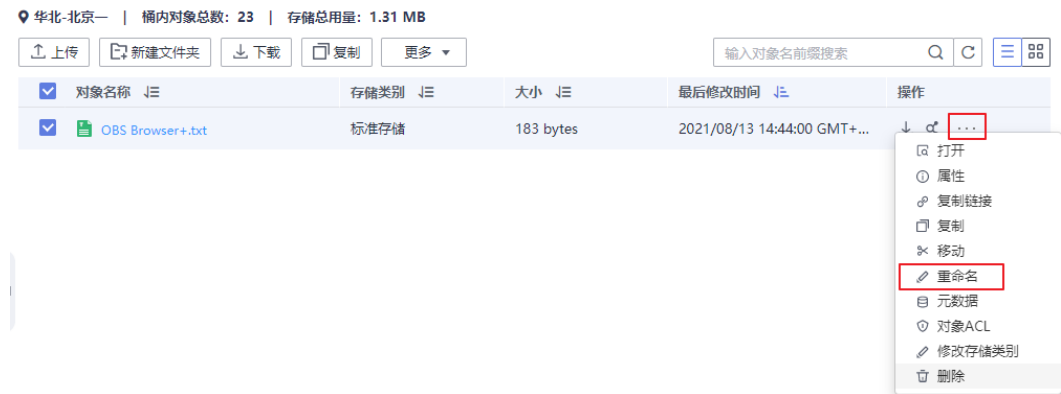 华北-北京一 | 桶内对象总数：23 | 存储总用量：1.31 MB
上传 新建文件夹 下载 复制 更多 输入对象名前缀搜索
对象名称 存储类别 大小 最后修改时间 操作
OBS Browser+.txt 标准存储 183 bytes 2021/08/13 14:44:00 GMT+... ...
打开
属性
复制链接
复制
移动
重命名
元数据
对象ACL
修改存储类别
删除